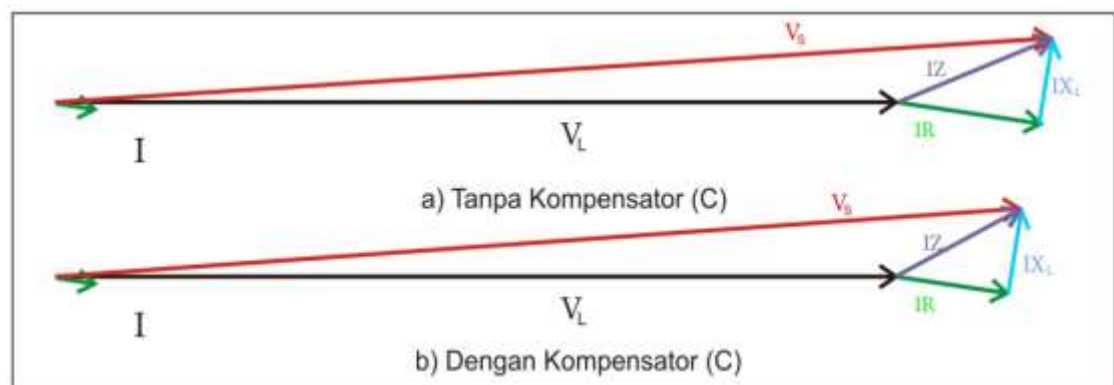 Vs
IZ
IXL
IR
I
VL
a) Tanpa Kompensator (C)
Vs
IZ
IXL
IR
I
VL
b) Dengan Kompensator (C)